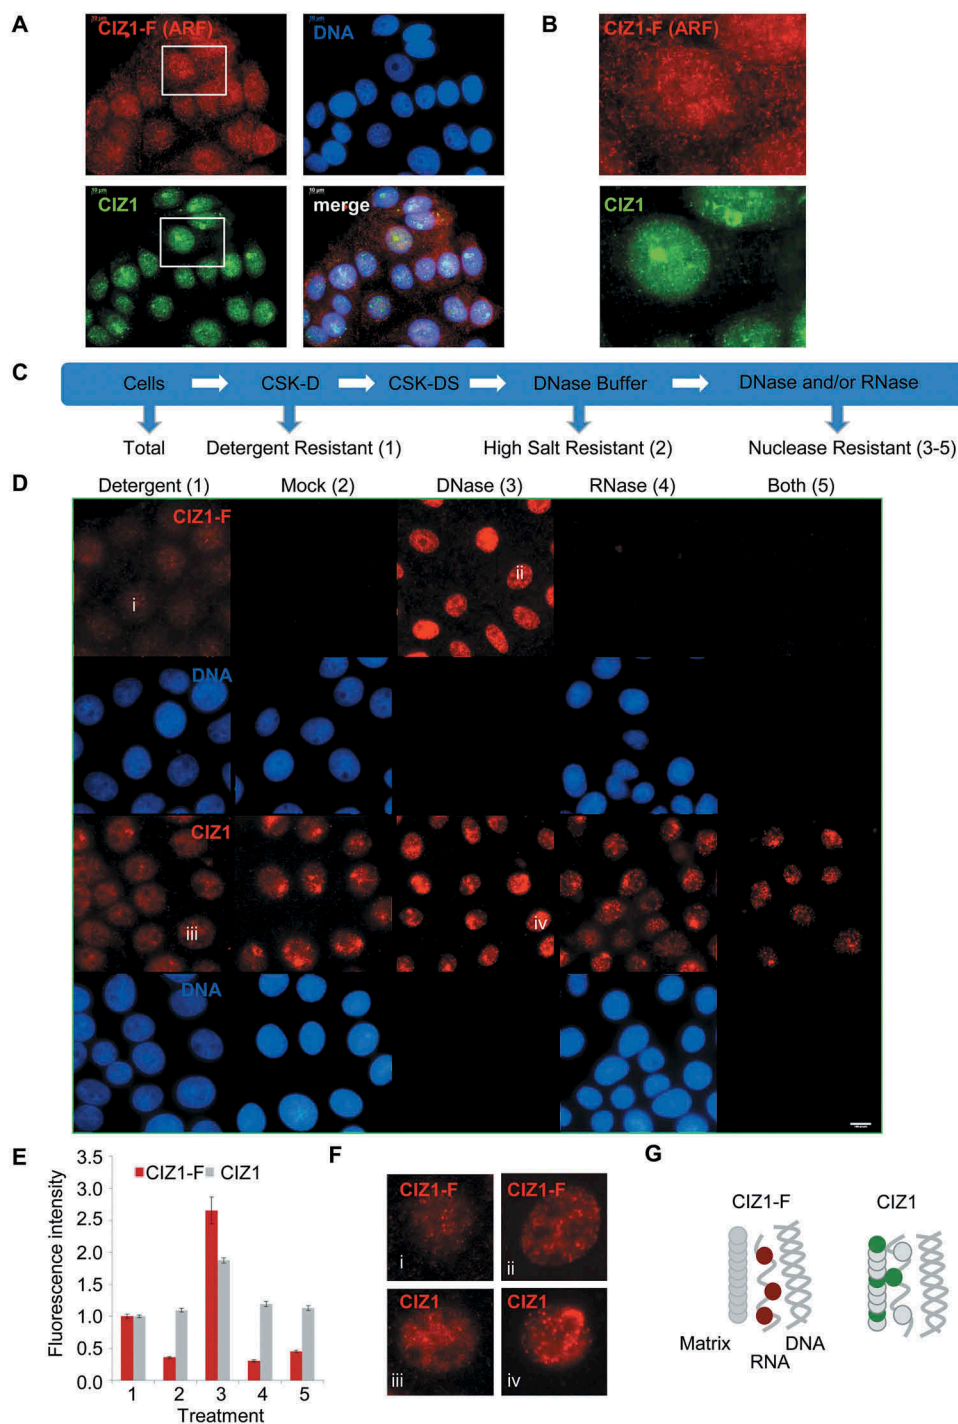 A
CIZ1-F (ARF)
DNA
10 µm
CIZ1
10 µm
merge
B
CIZ1-F (ARF)
CIZ1
C
Cells
CSK-D
CSK-DS
DNase Buffer
DNase and/or RNase
Total
Detergent Resistant (1)
High Salt Resistant (2)
Nuclease Resistant (3-5)
D
Detergent (1)
Mock (2)
DNase (3)
RNase (4)
Both (5)
CIZ1-F
i
ii
DNA
CIZ1
iii
iv
DNA
E
Fluorescence intensity
3.5
3.0
2.5
2.0
1.5
1.0
0.5
0.0
CIZ1-F
CIZ1
1
2
3
4
5
Treatment
F
CIZ1-F
i
CIZ1-F
ii
CIZ1
iii
CIZ1
iv
G
CIZ1-F
CIZ1
Matrix
RNA
DNA